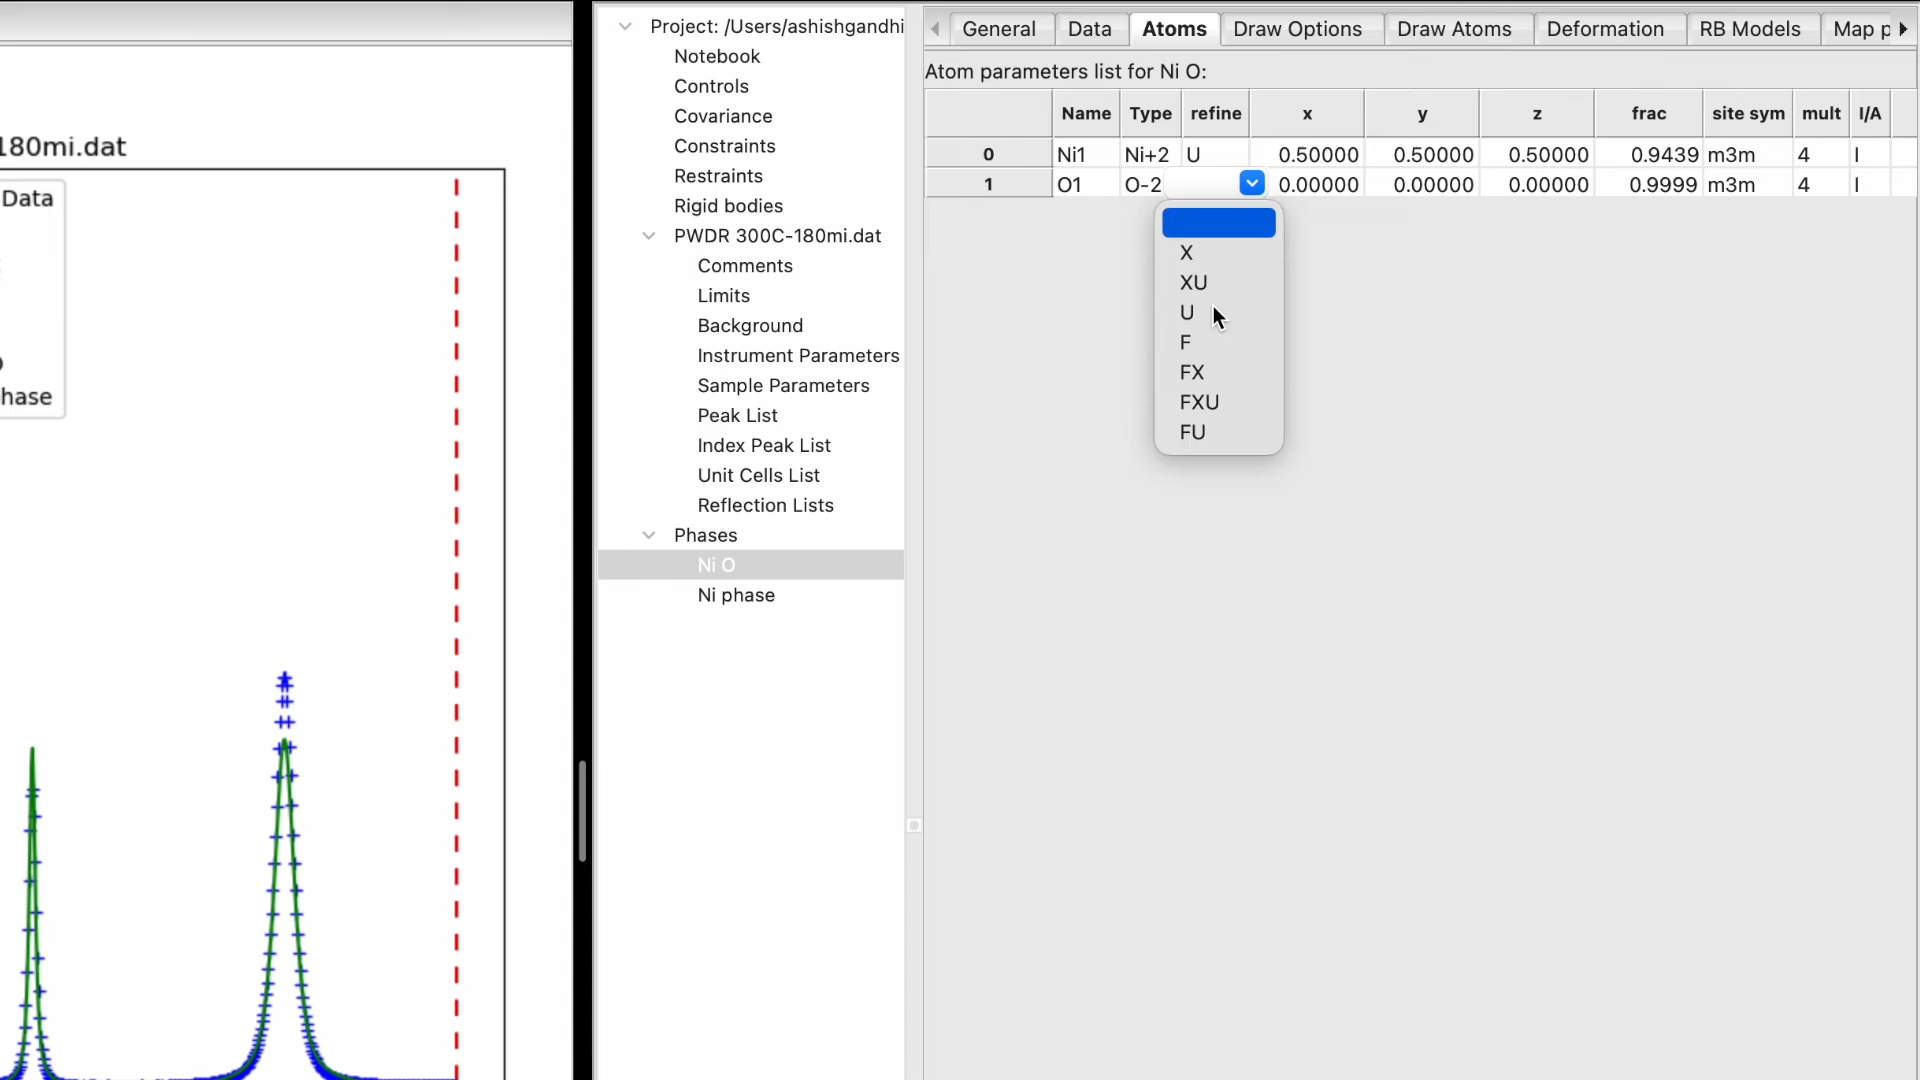 180mi.dat
Data
hase
Project: /Users/ashishgandhi
Notebook
Controls
Covariance
Constraints
Restraints
Rigid bodies
PWDR 300C-180mi.dat
Comments
Limits
Background
Instrument Parameters
Sample Parameters
Peak List
Index Peak List
Unit Cells List
Reflection Lists
Phases
Ni O
Ni phase
General Data Atoms Draw Options Draw Atoms Deformation RB Models Map p
Atom parameters list for Ni O:
Name Type refine x y z frac site sym mult I/A
0 Ni1 Ni+2 U 0.50000 0.50000 0.50000 0.9439 m3m 4 I
1 O1 O-2 0.00000 0.00000 0.00000 0.9999 m3m 4 I
X
XU
U
F
FX
FXU
FU